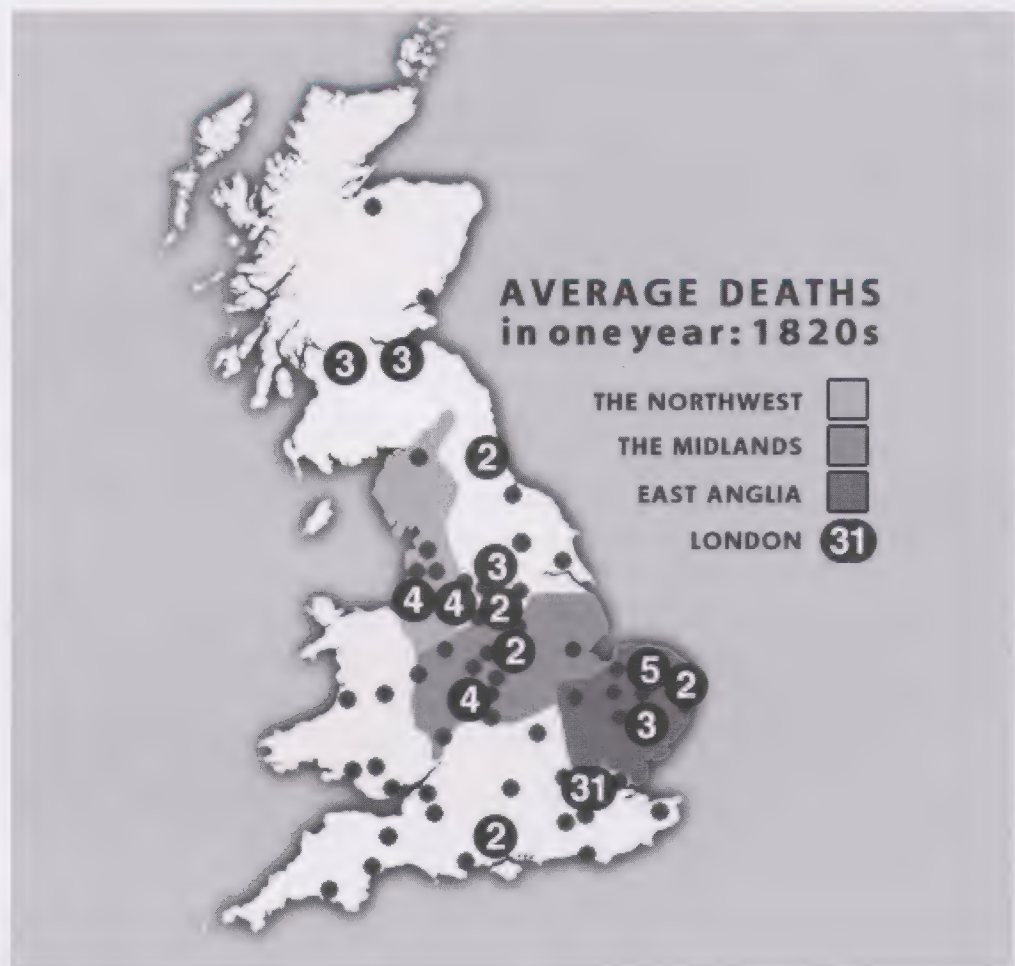 AVERAGE DEATHS
in one year: 1820s
THE NORTHWEST
THE MIDLANDS
EAST ANGLIA
LONDON 31
3 3
2
3
4 4 2
2
5
2
4
3
31
2